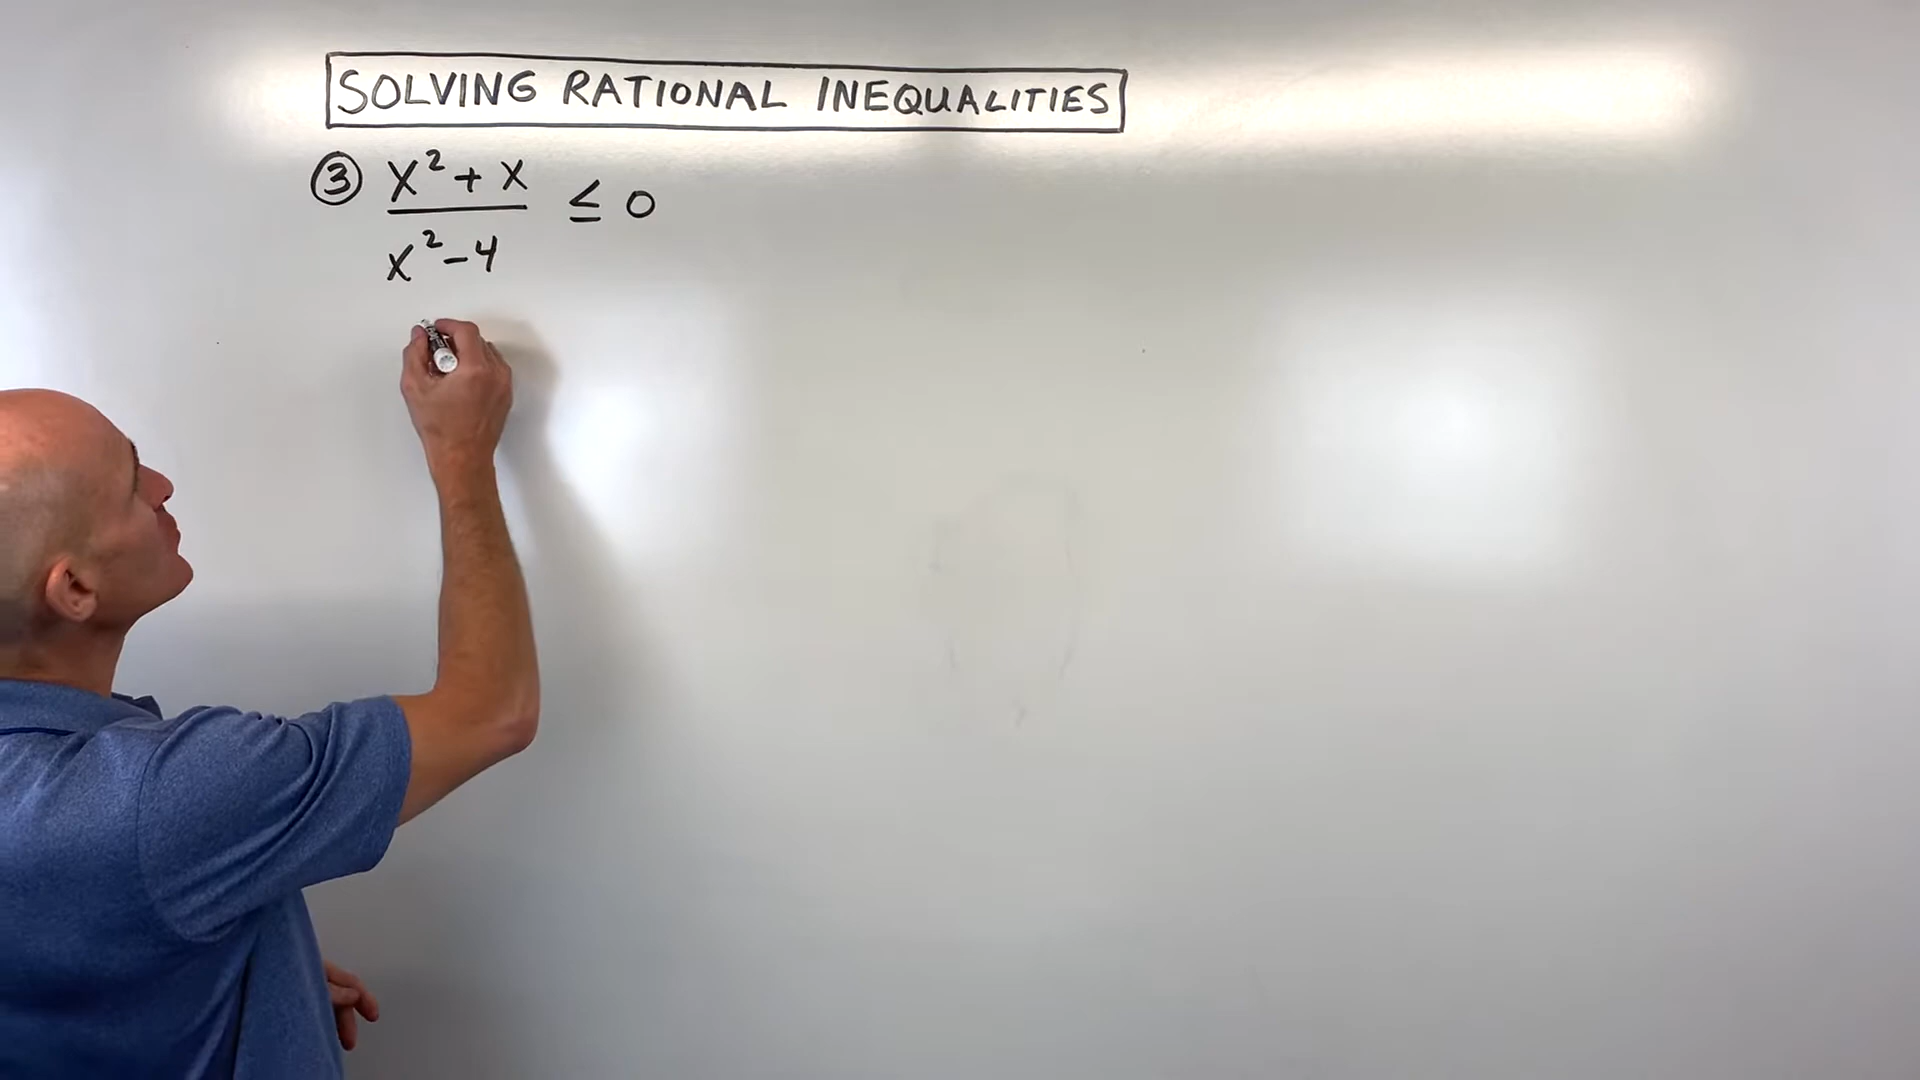 SOLVING RATIONAL INEQUALITIES
③ x² + x / x² - 4 ≤ 0